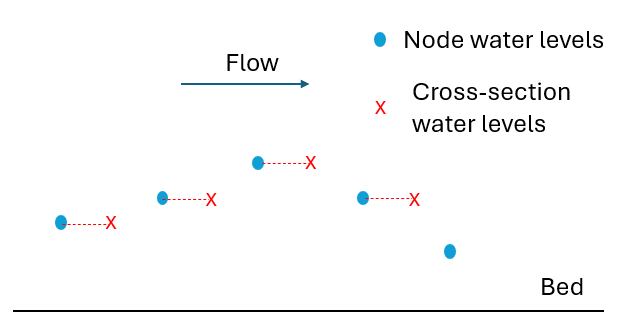 Node water levels
Flow
X Cross-section
water levels
X
X X
X
Bed